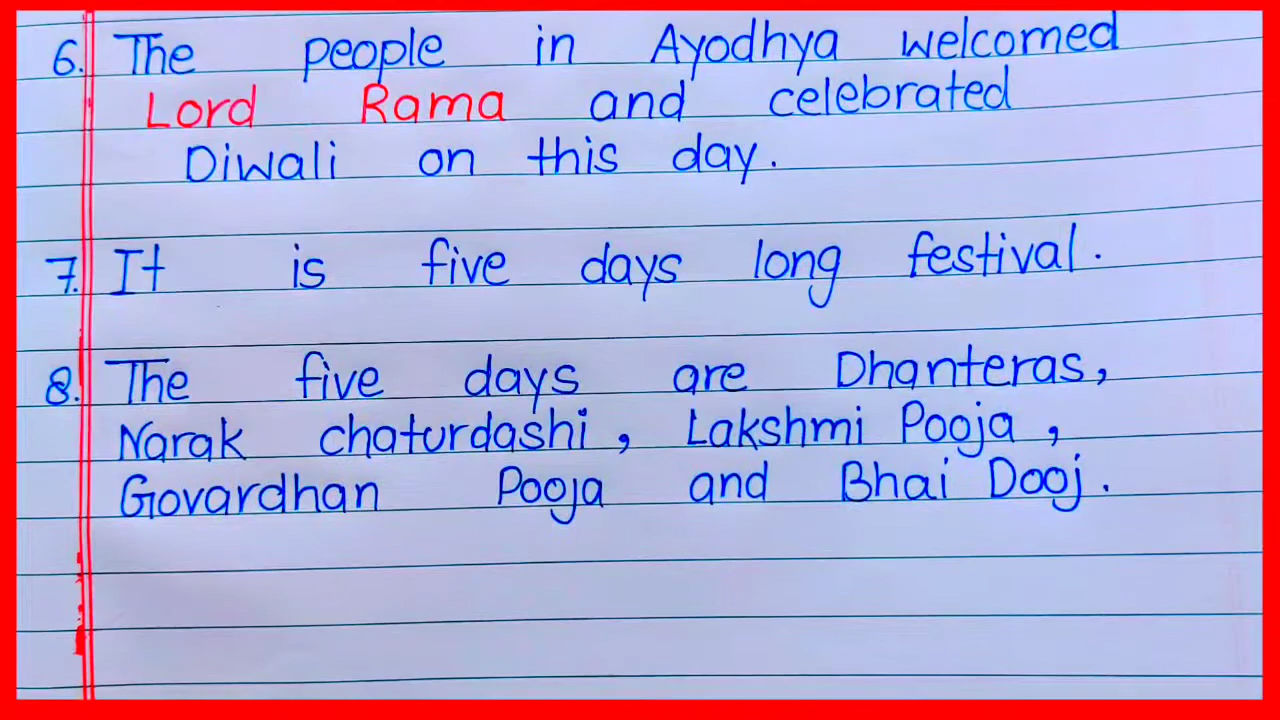 6. The people in Ayodhya welcomed
Lord Rama and celebrated
Diwali on this day.
7. It is five days long festival.
8. The five days are Dhanteras,
Narak chaturdashi, Lakshmi Pooja,
Govardhan Pooja and Bhai Dooj.